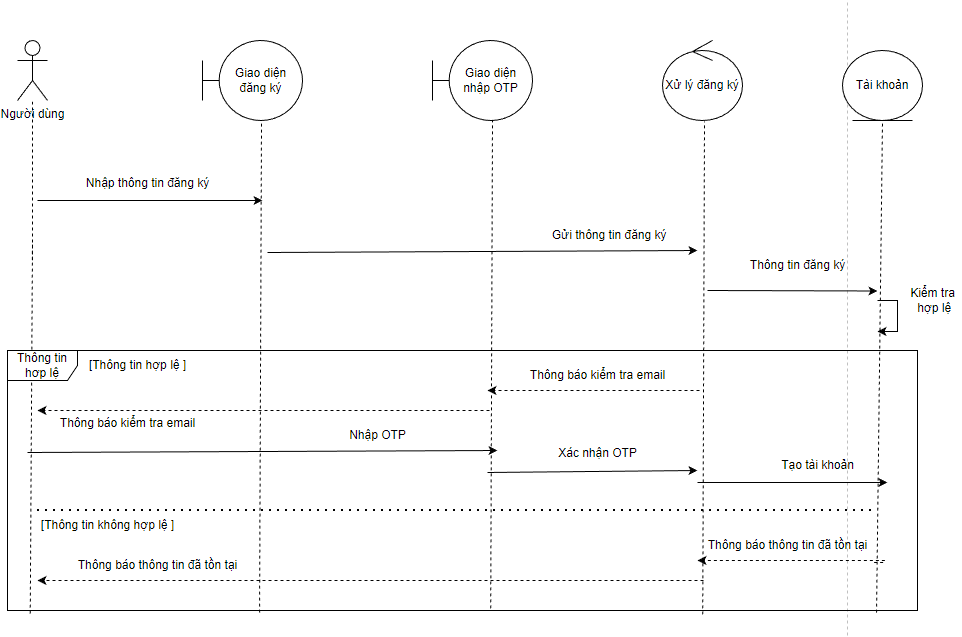 Người dùng
Giao diện
đăng ký
Giao diện
nhập OTP
Xử lý đăng ký
Tài khoản
Nhập thông tin đăng ký
Gửi thông tin đăng ký
Thông tin đăng ký
Kiểm tra
hợp lệ
Thông tin
hợp lệ
[Thông tin hợp lệ ]
Thông báo kiểm tra email
Thông báo kiểm tra email
Nhập OTP
Xác nhận OTP
Tạo tài khoản
[Thông tin không hợp lệ ]
Thông báo thông tin đã tồn tại
Thông báo thông tin đã tồn tại